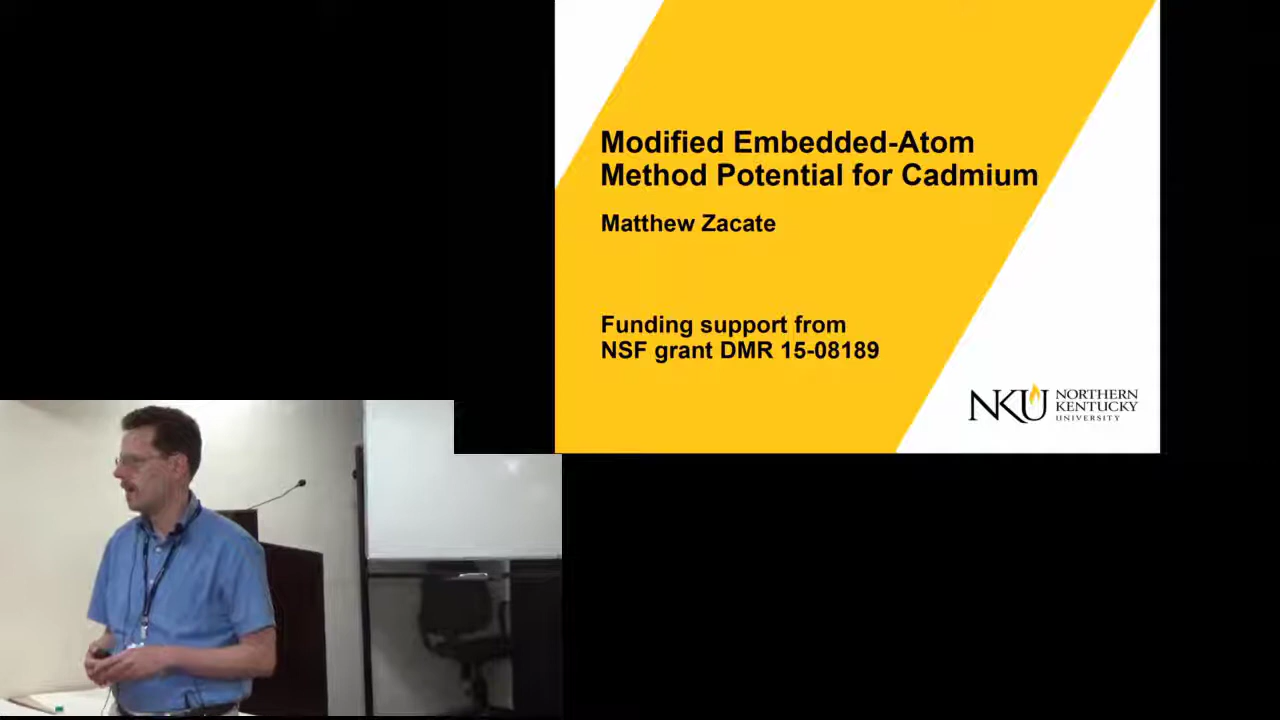 Modified Embedded-Atom
Method Potential for Cadmium
Matthew Zacate
Funding support from
NSF grant DMR 15-08189
NKU NORTHERN
KENTUCKY
UNIVERSITY